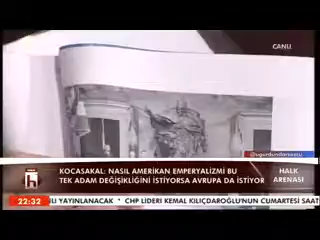 CANLI
KOCASAKAL: NASIL AMERİKAN EMPERYALİZMİ BU
TEK ADAM DEĞİŞİKLİĞİNİ İSTİYORSA AVRUPA DA İSTİYOR
HALK
ARENASI
22:32
LI YAYINLANACAK • CHP LİDERİ KEMAL KILIÇDAROĞLU'NUN CUMARTESİ SAAT